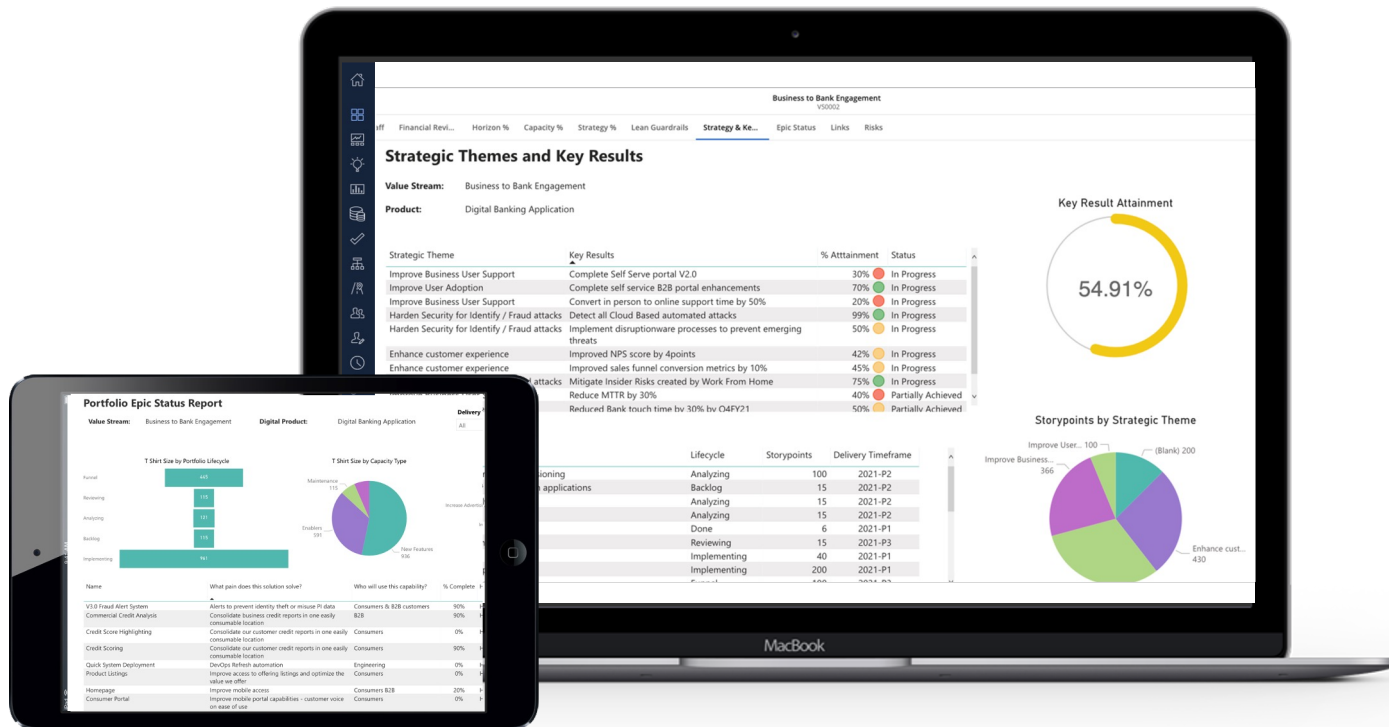 Business to Bank Engagement
VS0002
Financial Revi... Horizon % Capacity % Strategy % Lean Guardrails Strategy & Ke... Epic Status Links Risks
Strategic Themes and Key Results
Value Stream: Business to Bank Engagement
Product: Digital Banking Application
Strategic Theme Key Results % Atttainment Status
Improve Business User Support Complete Self Serve portal V2.0 30% In Progress
Improve User Adoption Complete self service B2B portal enhancements 70% In Progress
Improve Business User Support Convert in person to online support time by 50% 20% In Progress
Harden Security for Identify / Fraud attacks Detect all Cloud Based automated attacks 99% In Progress
Harden Security for Identify / Fraud attacks Implement disruptionware processes to prevent emerging 50% In Progress
threats
Enhance customer experience Improved NPS score by 4points 42% In Progress
Enhance customer experience Improved sales funnel conversion metrics by 10% 45% In Progress
attacks Mitigate Insider Risks created by Work From Home 75% In Progress
Reduce MTTR by 30% 40% Partially Achieved
Reduced Bank touch time by 30% by Q4FY21 50% Partially Achieved
Key Result Attainment
54.91%
Lifecycle Storypoints Delivery Timeframe
Analyzing 100 2021-P2
applications Backlog 15 2021-P2
Analyzing 15 2021-P2
Analyzing 15 2021-P2
Done 6 2021-P1
Reviewing 15 2021-P3
Implementing 40 2021-P1
Implementing 200 2021-P1
Storypoints by Strategic Theme
Improve User... 100
(Blank) 200
Improve Business...
366
Enhance cust...
430
MacBook
Portfolio Epic Status Report
Value Stream: Business to Bank Engagement Digital Product: Digital Banking Application
Delivery
All
T Shirt Size by Portfolio Lifecycle
Funnel
Reviewing
Analyzing
Backlog
Implementing 961
T Shirt Size by Capacity Type
Maintenance
115
Enablers
591
New Features
936
Name What pain does this solution solve? Who will use this capability? % Complete
V3.0 Fraud Alert System Alerts to prevent identity theft or misuse PI data Consumers & B2B customers 90%
Commercial Credit Analysis Consolidate business credit reports in one easily B2B 90%
consumable location
Credit Score Highlighting Consolidate our customer credit reports in one easily Consumers 0%
consumable location
Credit Scoring Consolidate our customer credit reports in one easily Consumers 90%
consumable location
Quick System Deployment DevOps Refresh automation Engineering 0%
Product Listings Improve access to offering listings and optimize the Consumers 0%
value we offer
Homepage Improve mobile access Consumers B2B 20%
Consumer Portal Improve mobile portal capabilities - customer voice Consumers 0%
on ease of use